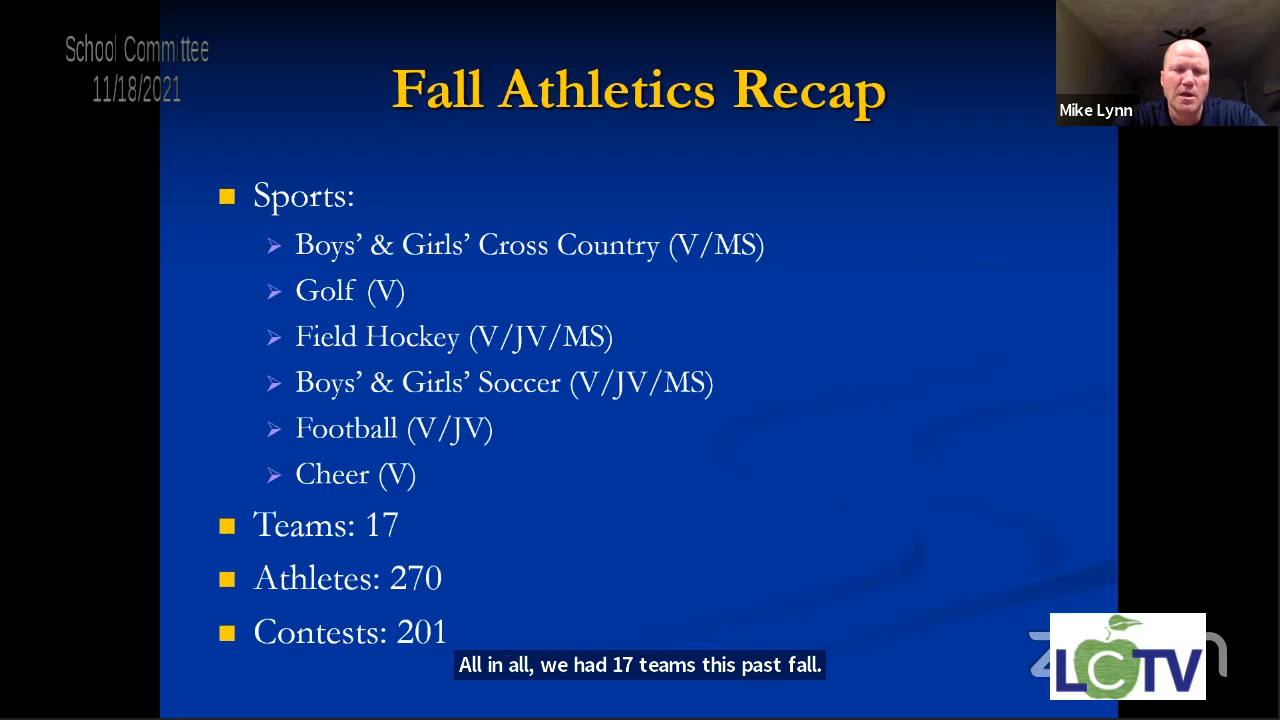 School Committee
11/18/2021
Fall Athletics Recap
Mike Lynn
Sports:
Boys’ & Girls’ Cross Country (V/MS)
Golf (V)
Field Hockey (V/JV/MS)
Boys’ & Girls’ Soccer (V/JV/MS)
Football (V/JV)
Cheer (V)
Teams: 17
Athletes: 270
Contests: 201
All in all, we had 17 teams this past fall.
LCTV